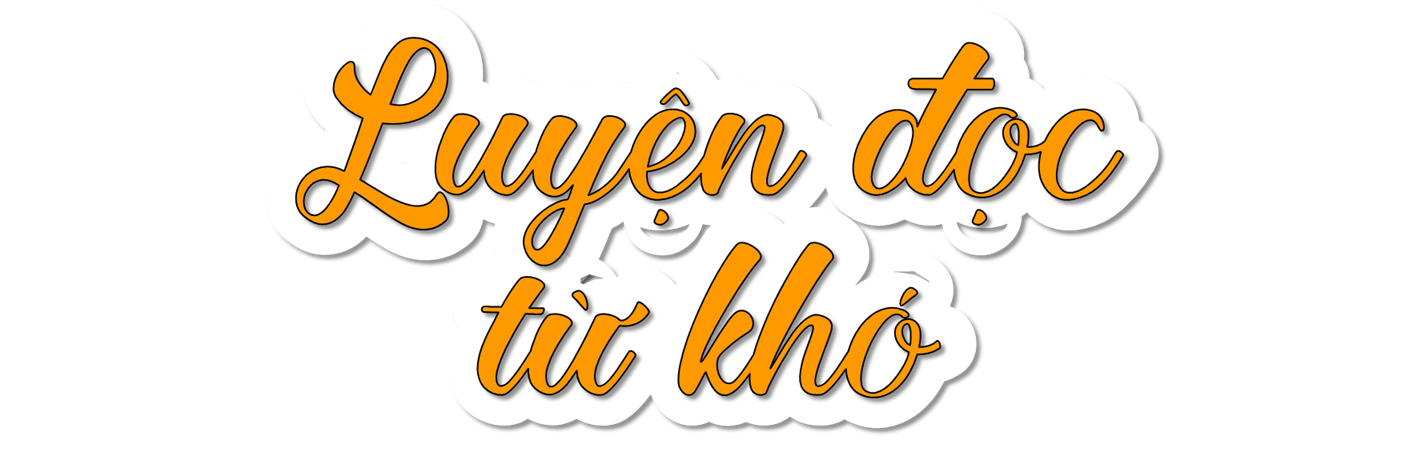 Luyện đọc
từ khó